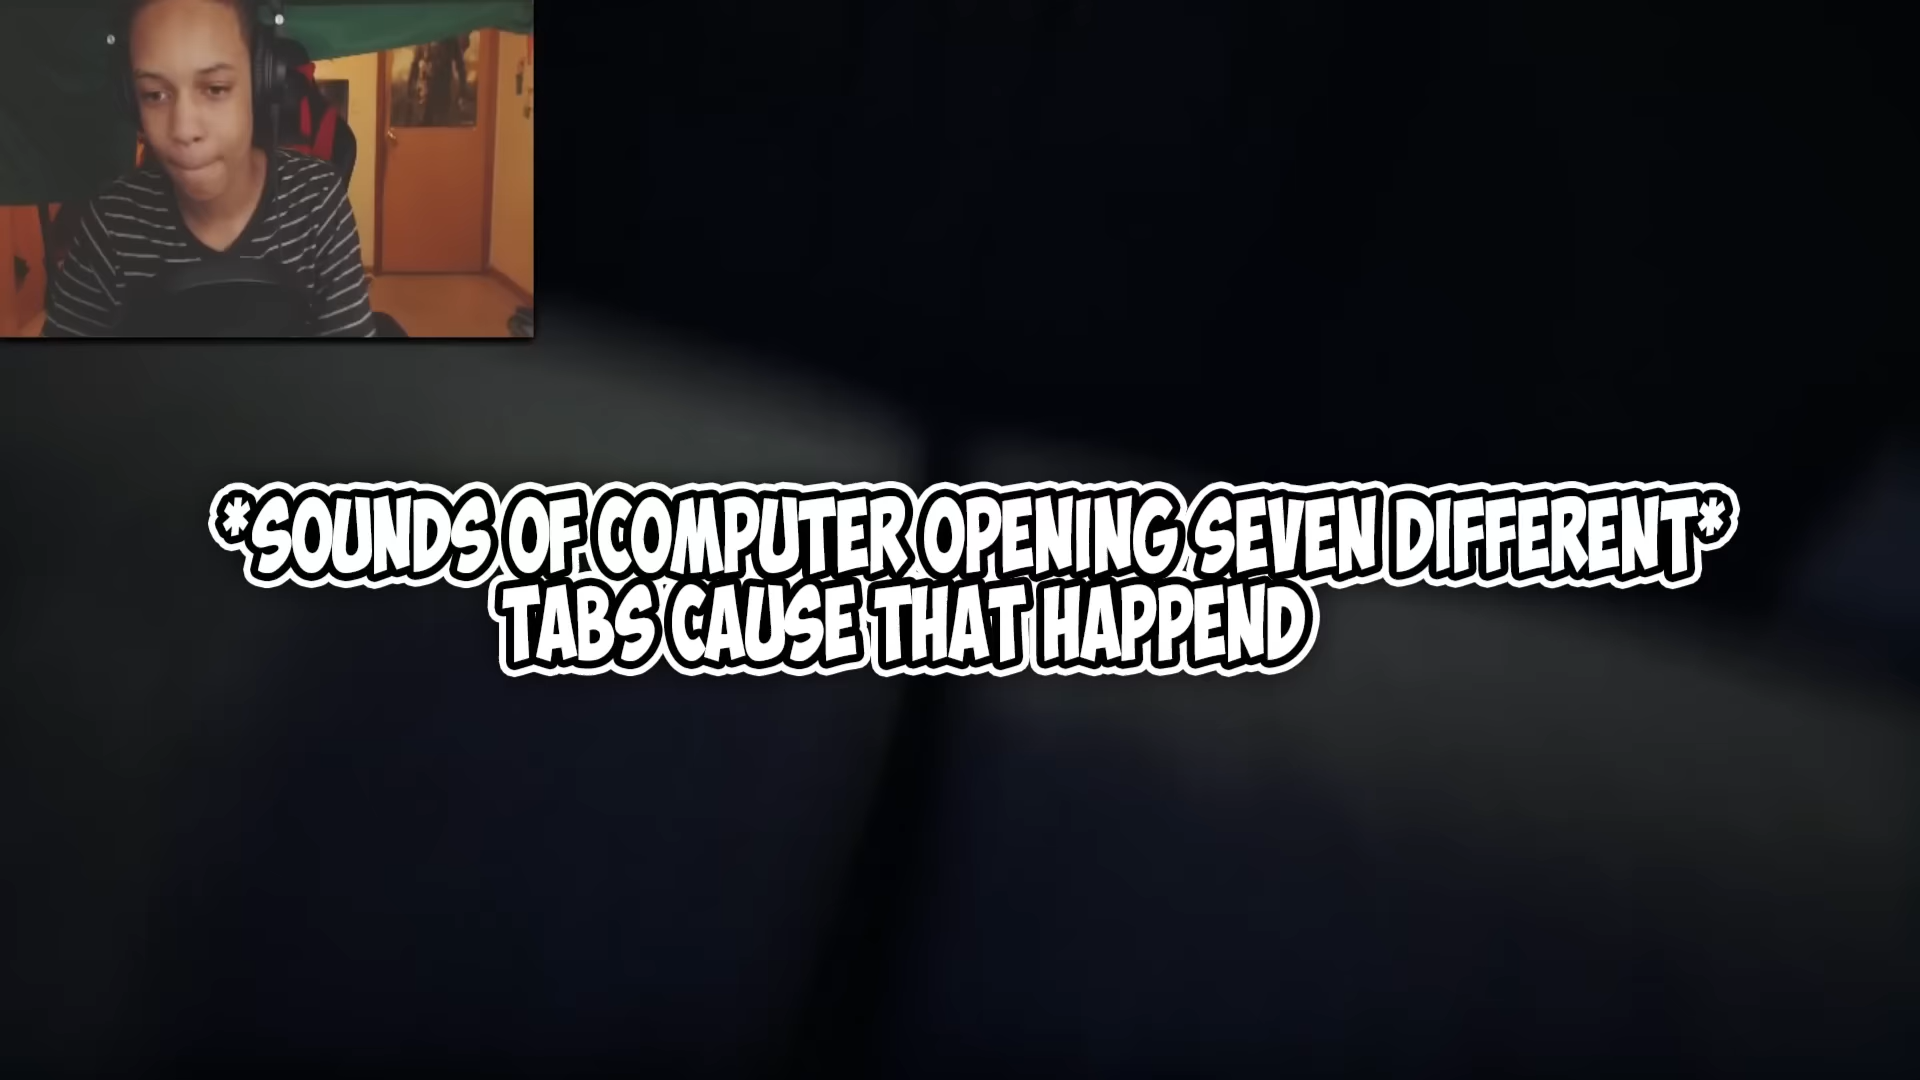 *SOUNDS OF COMPUTER OPENING SEVEN DIFFERENT*
TABS CAUSE THAT HAPPEND